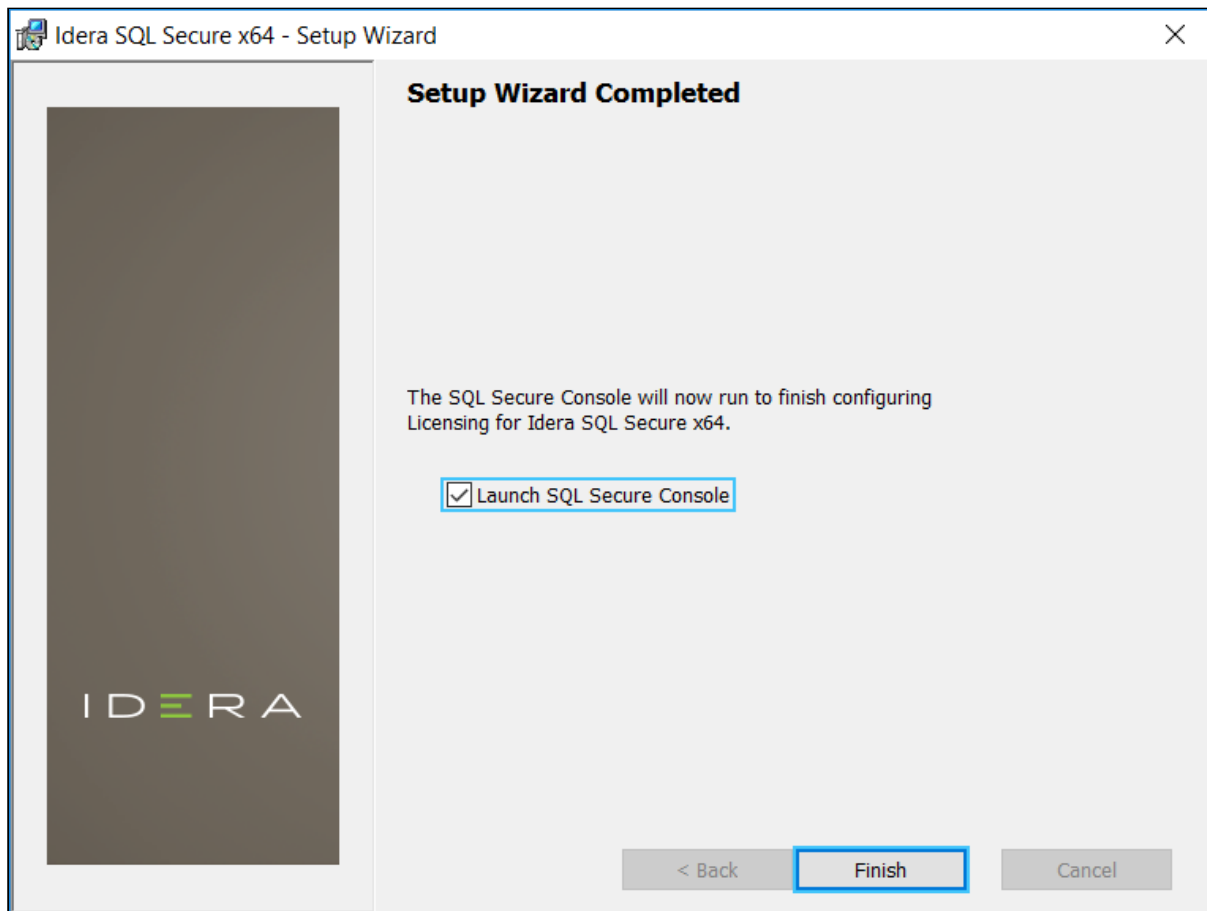 Idera SQL Secure x64 - Setup Wizard
Setup Wizard Completed
The SQL Secure Console will now run to finish configuring
Licensing for Idera SQL Secure x64.
Launch SQL Secure Console
IDERA
< Back
Finish
Cancel